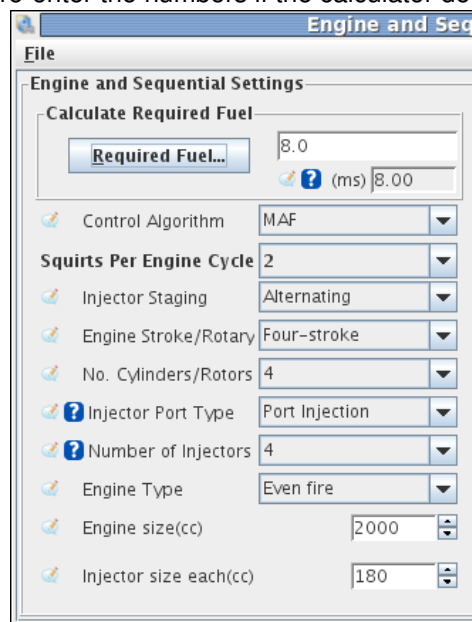 Engine and Seq
File
Engine and Sequential Settings
Calculate Required Fuel
Required Fuel...
8.0
(ms) 8.00
Control Algorithm MAF
Squirts Per Engine Cycle 2
Injector Staging Alternating
Engine Stroke/Rotary Four-stroke
No. Cylinders/Rotors 4
? Injector Port Type Port Injection
? Number of Injectors 4
Engine Type Even fire
Engine size(cc) 2000
Injector size each(cc) 180